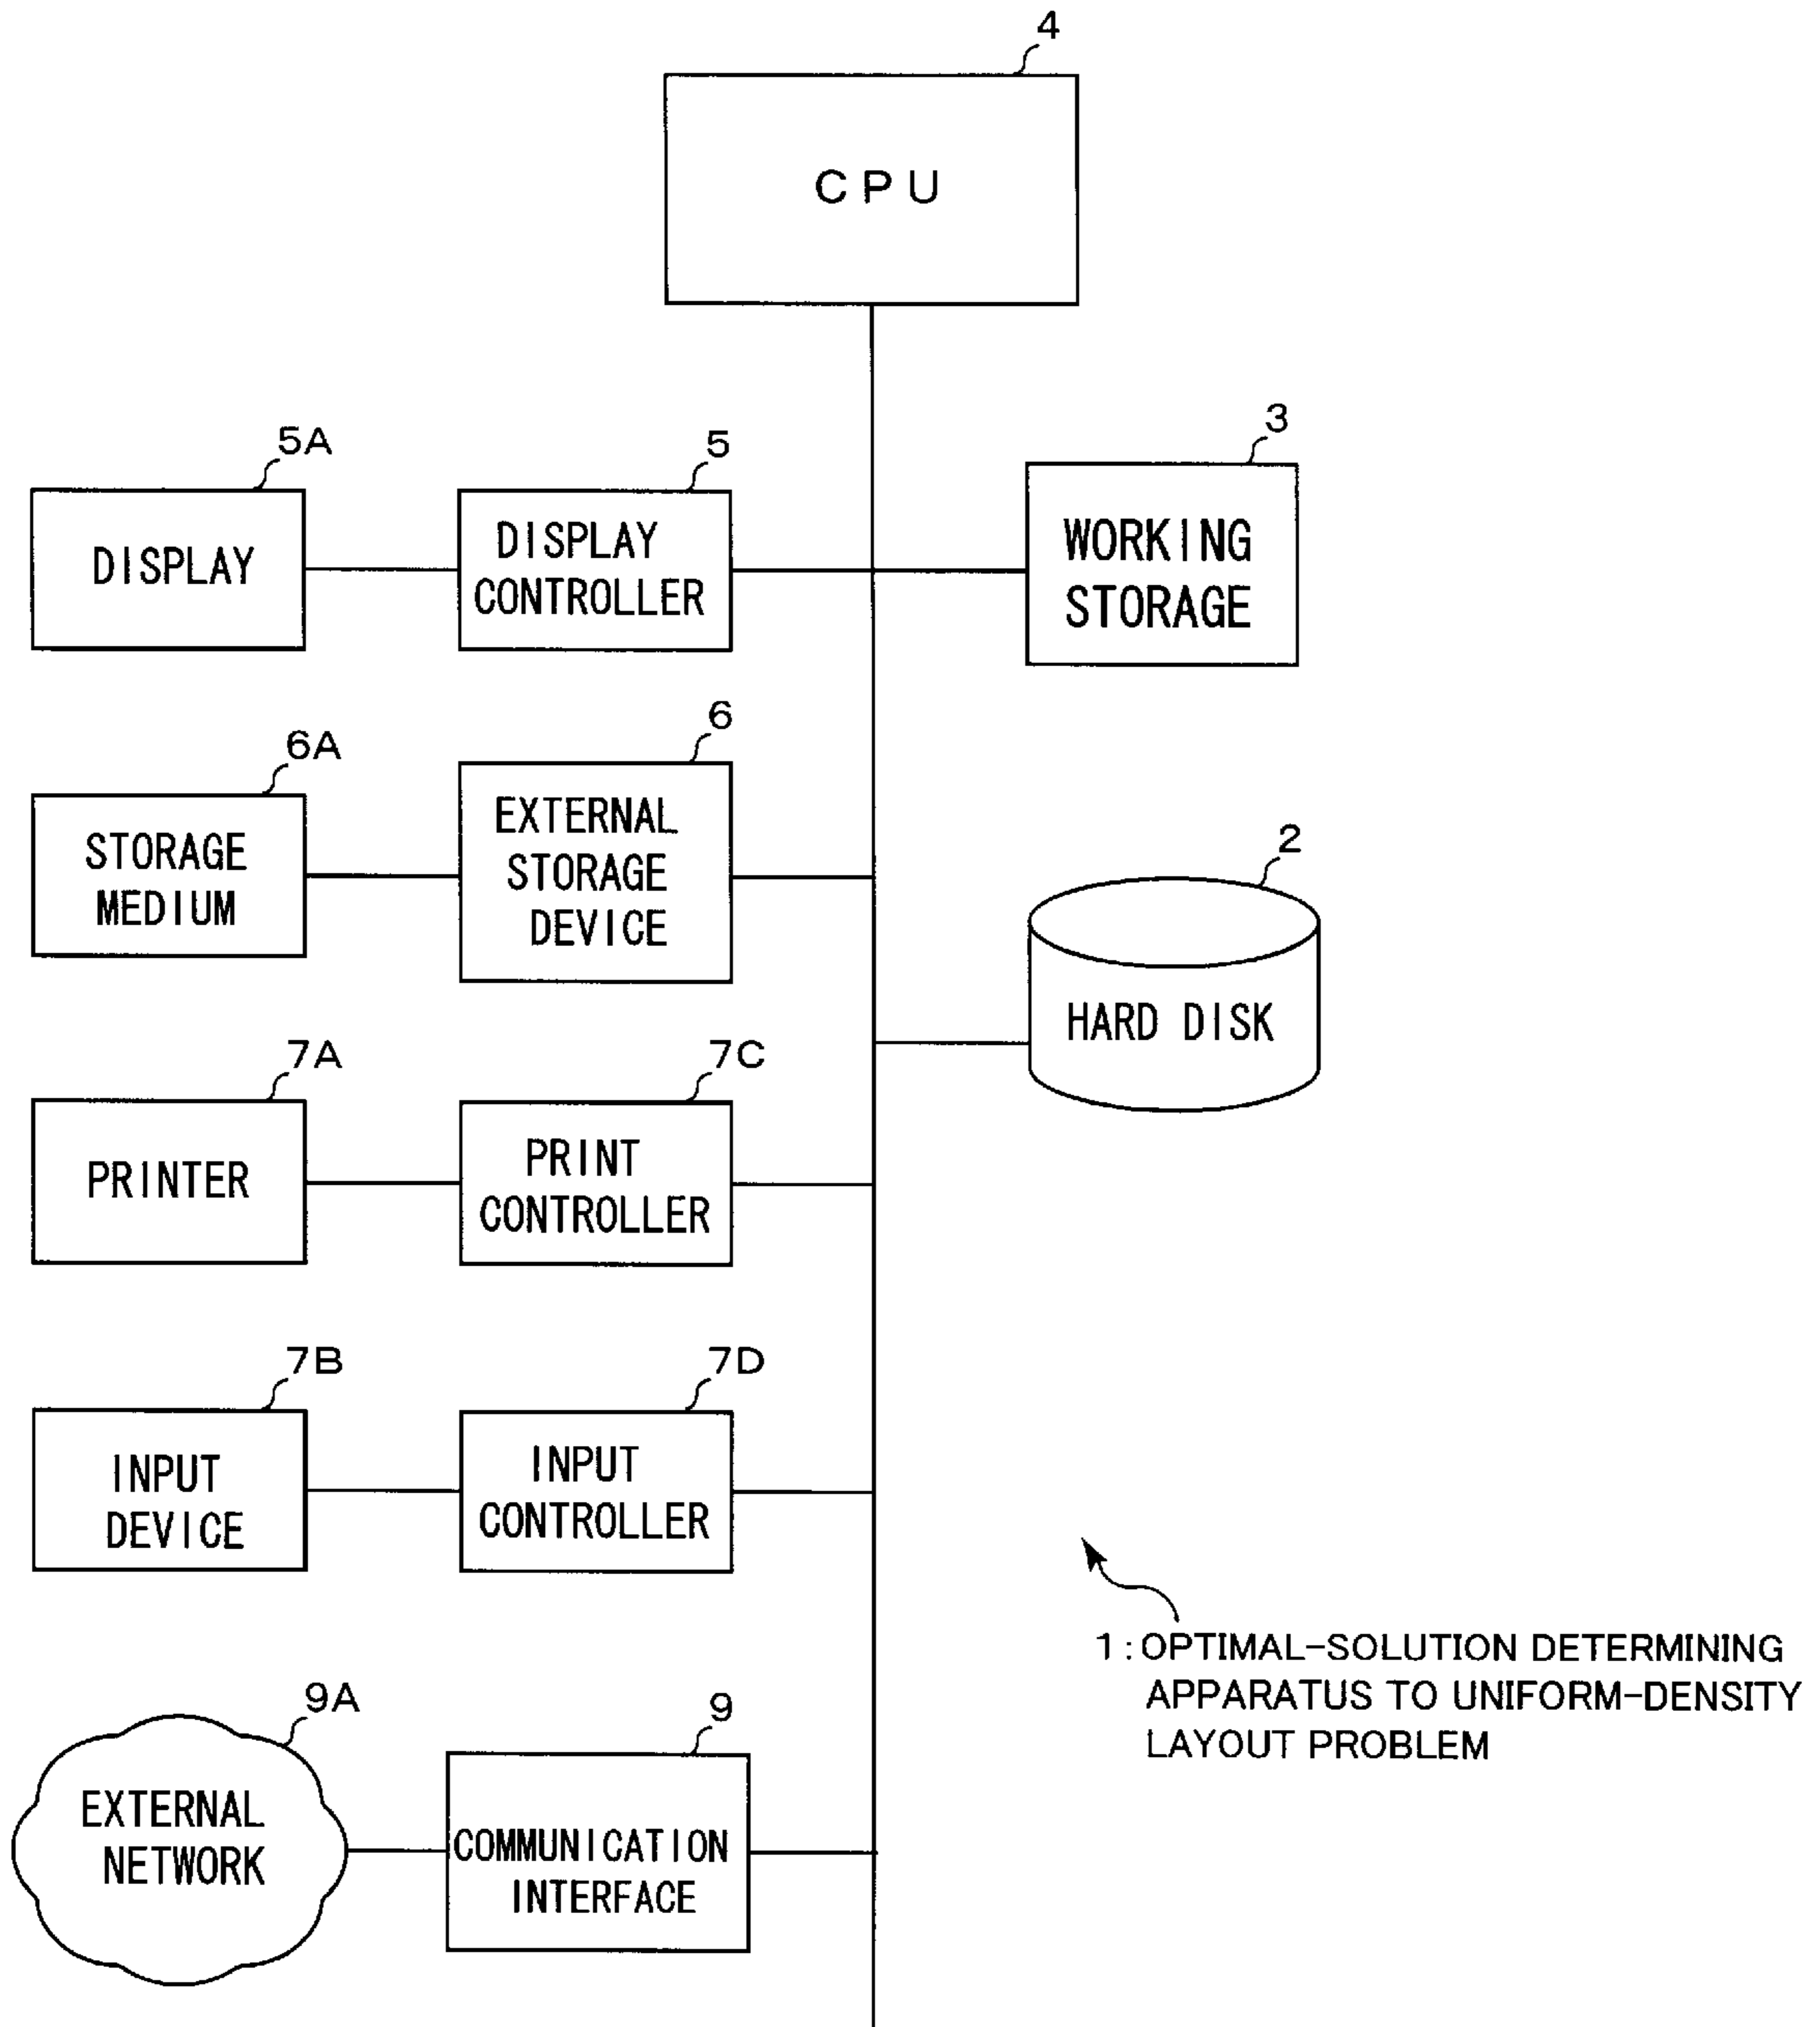 4
CPU
5A
5
3
DISPLAY
DISPLAY
CONTROLLER
WORKING
STORAGE
6A
6
2
STORAGE
MEDIUM
EXTERNAL
STORAGE
DEVICE
HARD DISK
7A
7C
PRINTER
PRINT
CONTROLLER
7B
7D
INPUT
DEVICE
INPUT
CONTROLLER
1:OPTIMAL-SOLUTION DETERMINING
APPARATUS TO UNIFORM-DENSITY
LAYOUT PROBLEM
9A
9
EXTERNAL
NETWORK
COMMUNICATION
INTERFACE